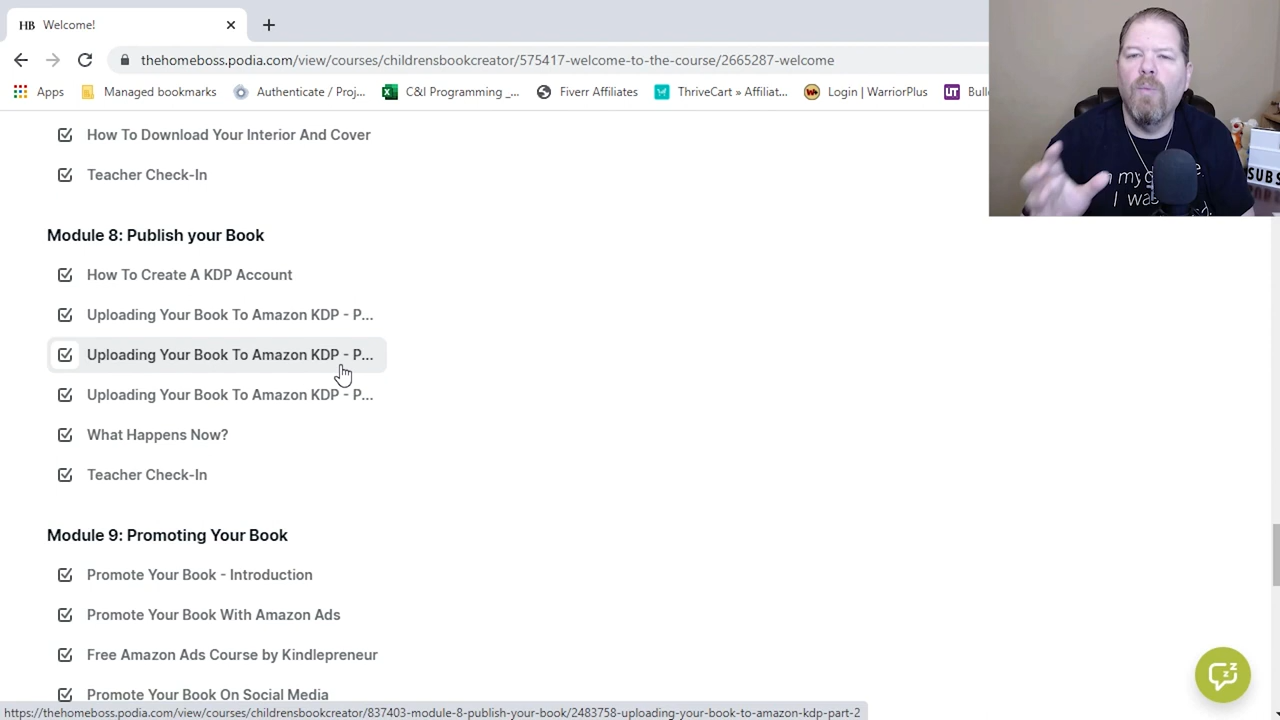 HB Welcome!
thehomeboss.podia.com/view/courses/childrensbookcreator/575417-welcome-to-the-course/2665287-welcome
Apps Managed bookmarks Authenticate / Proj... C&I Programming _... Fiverr Affiliates ThriveCart » Affiliat... Login | WarriorPlus UT Bull
my
I wa
SUBS
How To Download Your Interior And Cover
Teacher Check-In
Module 8: Publish your Book
How To Create A KDP Account
Uploading Your Book To Amazon KDP - P...
Uploading Your Book To Amazon KDP - P...
Uploading Your Book To Amazon KDP - P...
What Happens Now?
Teacher Check-In
Module 9: Promoting Your Book
Promote Your Book - Introduction
Promote Your Book With Amazon Ads
Free Amazon Ads Course by Kindlepreneur
Promote Your Book On Social Media
https://thehomeboss.podia.com/view/courses/childrensbookcreator/837403-module-8-publish-your-book/2483758-uploading-your-book-to-amazon-kdp-part-2